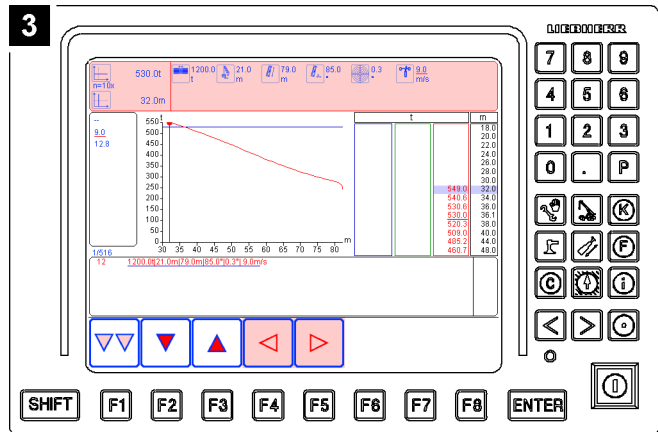 3
LIEBHERR
530.0t
n=10x
32.0m
1200.0 t
21.0 m
79.0 m
85.0 °
0.3 °
9.0 m/s
--
9.0
12.8
1/516
t
550
500
450
400
350
300
250
200
150
100
50
0
30 35 40 45 50 55 60 65 70 75 80 m
t m
18.0
20.0
22.0
24.0
26.0
28.0
30.0
549.0 32.0
540.6 34.0
530.6 36.0
530.0 36.1
520.3 38.0
509.0 40.0
485.2 44.0
460.7 48.0
12 1200.0t|21.0m|79.0m|85.0°|0.3°| 9.0m/s
7 8 9
4 5 6
1 2 3
0 . P
K
F
C i
SHIFT F1 F2 F3 F4 F5 F6 F7 F8 ENTER